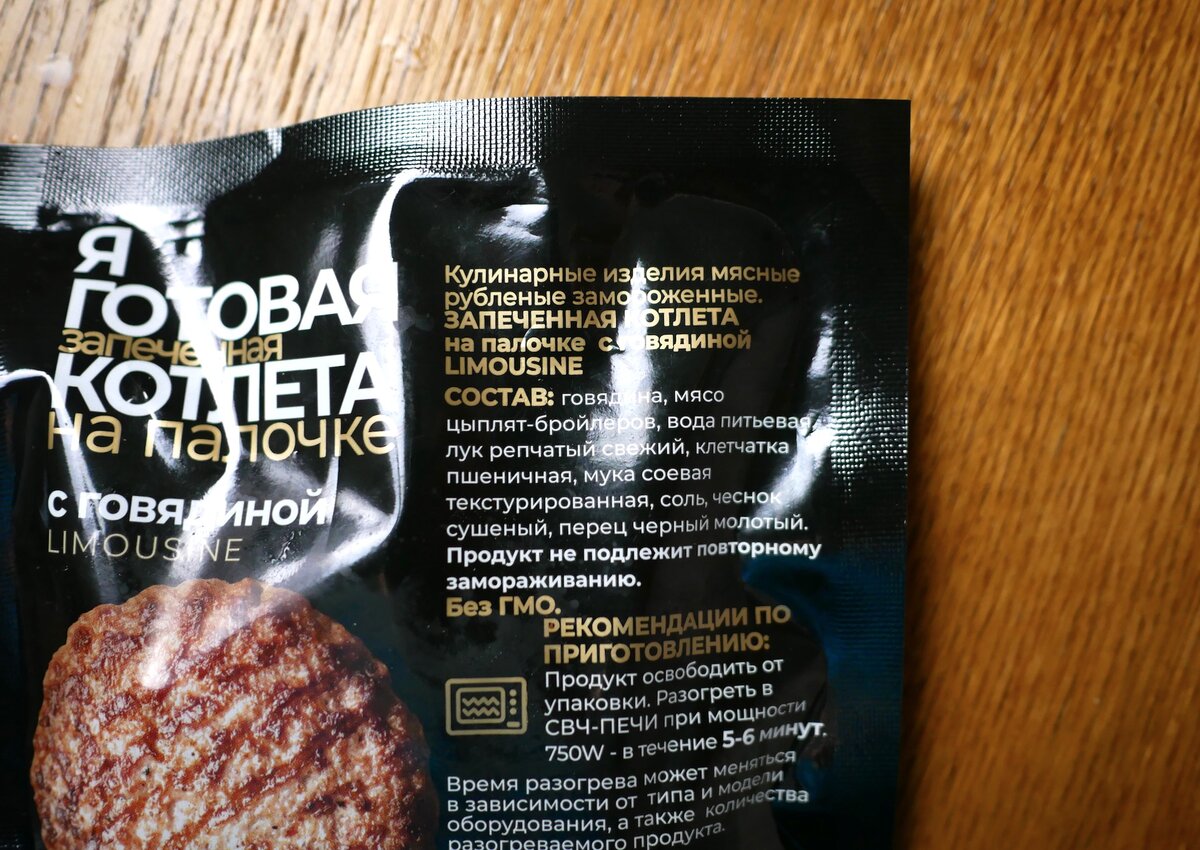 Я
ГОТОВАЯ
запеченная
КОТЛЕТА
на палочке
с говядиной
LIMOUSINE
Кулинарные изделия мясные
рубленые замороженные.
ЗАПЕЧЕННАЯ КОТЛЕТА
на палочке с говядиной
LIMOUSINE
СОСТАВ: говядина, мясо
цыплят-бройлеров, вода питьевая,
лук репчатый свежий, клетчатка
пшеничная, мука соевая
текстурированная, соль, чеснок
сушеный, перец черный молотый.
Продукт не подлежит повторному
замораживанию.
Без ГМО.
РЕКОМЕНДАЦИИ ПО
ПРИГОТОВЛЕНИЮ:
Продукт освободить от
упаковки. Разогреть в
СВЧ-ПЕЧИ при мощности
750W - в течение 5-6 минут.
Время разогрева может меняться
в зависимости от типа и модели
оборудования, а также количества
разогреваемого продукта.